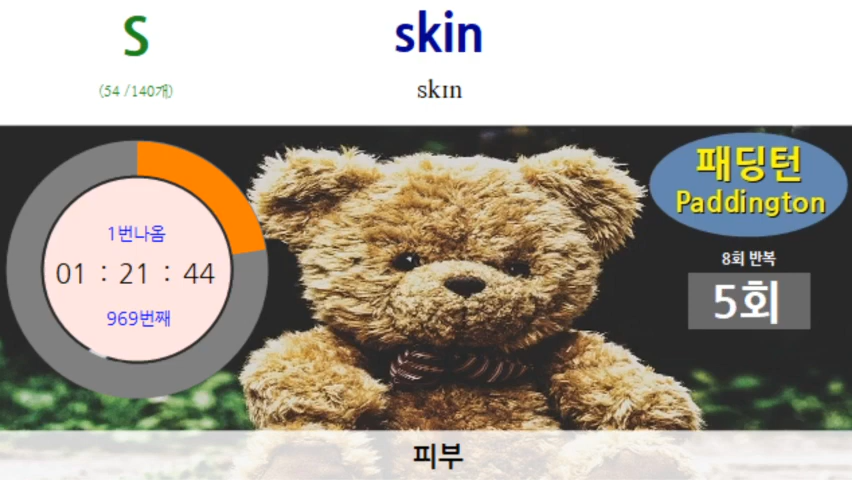 S
(54 /140개)
skin
skın
1번나옴
01 : 21 : 44
969번째
패딩턴
Paddington
8회 반복
5회
피부